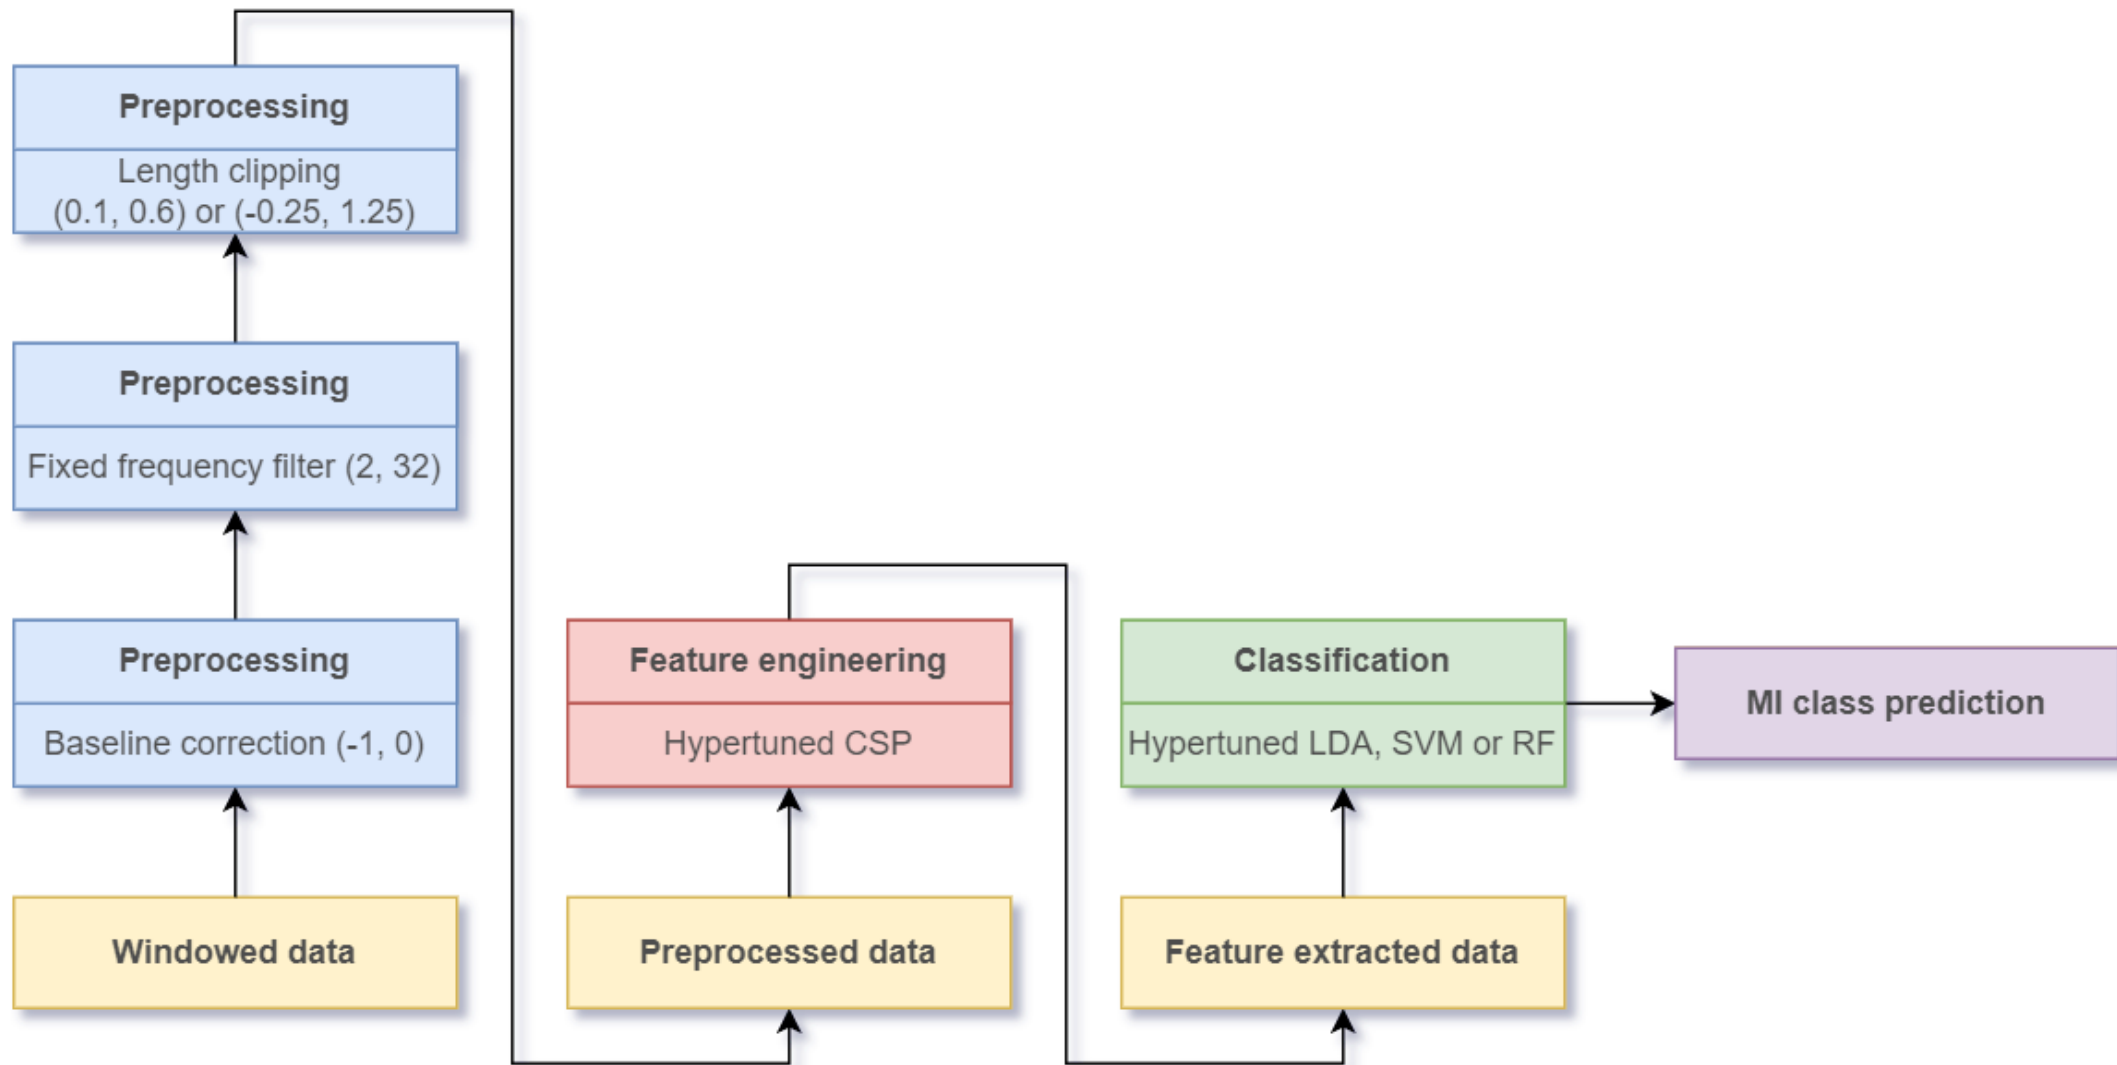 Preprocessing
Length clipping
(0.1, 0.6) or (-0.25, 1.25)
Preprocessing
Fixed frequency filter (2, 32)
Preprocessing
Baseline correction (-1, 0)
Windowed data
Feature engineering
Hypertuned CSP
Preprocessed data
Classification
Hypertuned LDA, SVM or RF
Feature extracted data
MI class prediction